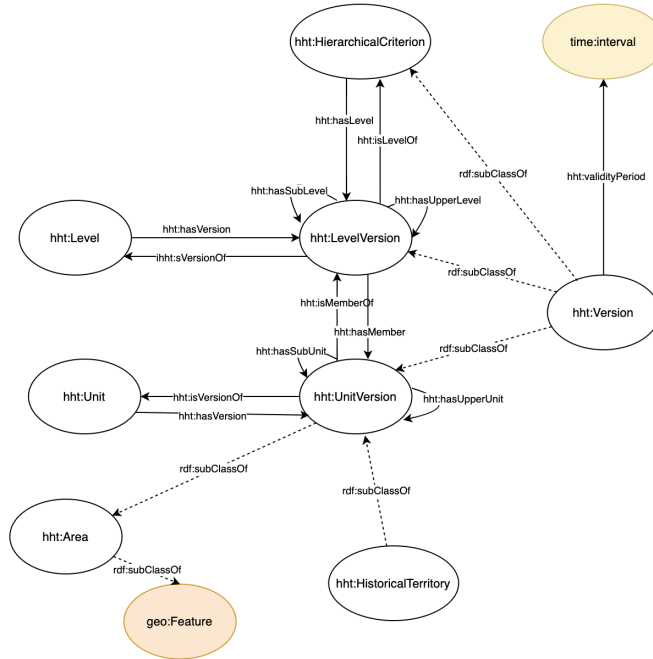 hht:HierarchicalCriterion
time:interval
hht:hasLevel
hht:isLevelOf
rdf:subClassOf
hht:validityPeriod
hht:hasSubLevel
hht:hasUpperLevel
hht:Level
hht:hasVersion
hht:LevelVersion
ihht:sVersionOf
rdf:subClassOf
hht:isMemberOf
hht:Version
hht:hasMember
hht:hasSubUnit
rdf:subClassOf
hht:Unit
hht:isVersionOf
hht:UnitVersion
hht:hasUpperUnit
hht:hasVersion
rdf:subClassOf
rdf:subClassOf
hht:Area
rdf:subClassOf
hht:HistoricalTerritory
geo:Feature